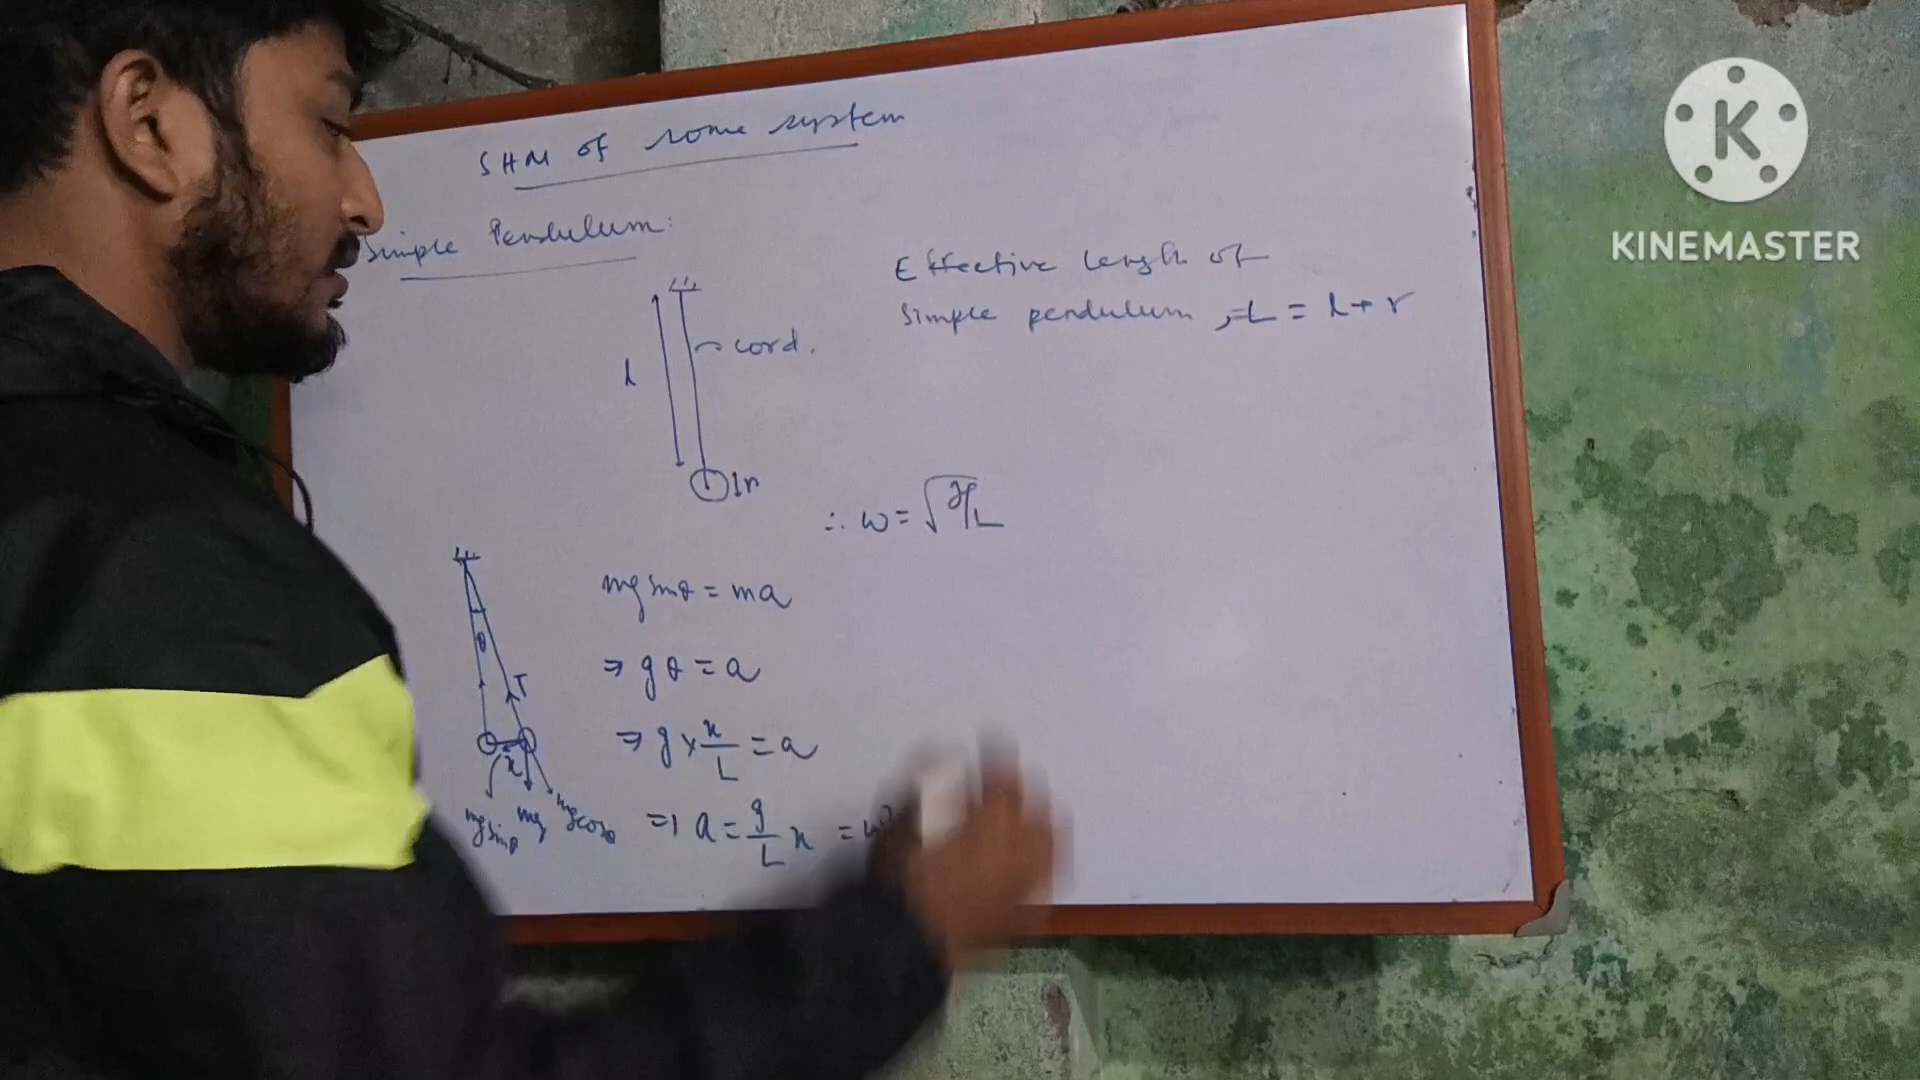 SHM of some system
Simple Pendulum:
l
cord.
r
Effective length of
simple pendulum, =L = l+r
∴ ω = √g/L
θ
T
x
mg sinθ
mg
mg cosθ
mg sinθ = ma
⇒ gθ = a
⇒ g × x/L = a
⇒ a = g/L x = ω²
KINEMASTER